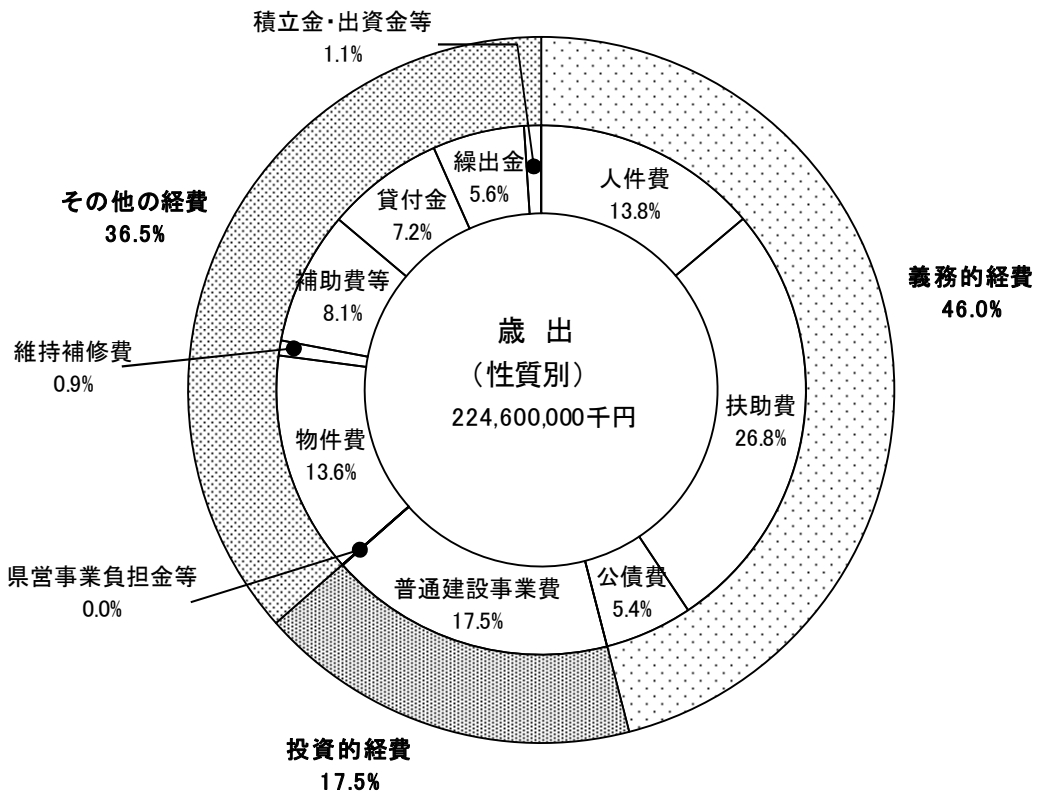 積立金・出資金等
1.1%
繰出金
5.6%
人件費
13.8%
貸付金
7.2%
その他の経費
36.5%
補助費等
8.1%
義務的経費
46.0%
歳 出
(性質別)
224,600,000千円
維持補修費
0.9%
扶助費
26.8%
物件費
13.6%
県営事業負担金等
0.0%
普通建設事業費
17.5%
公債費
5.4%
投資的経費
17.5%